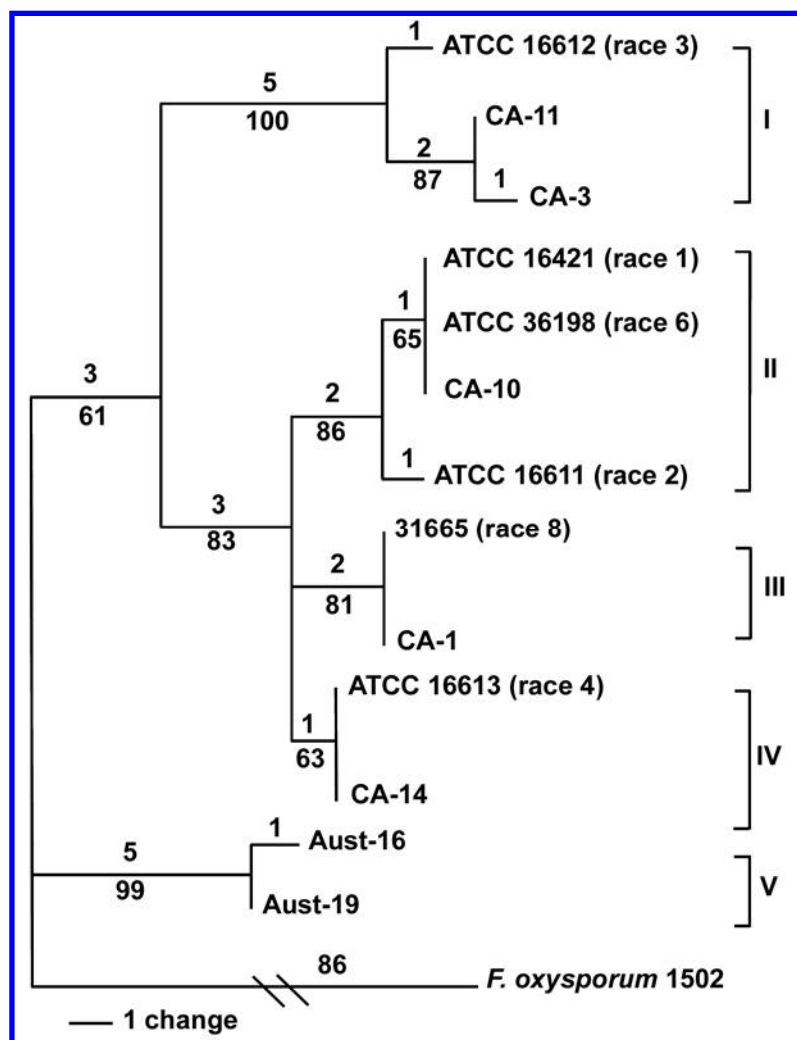 1
ATCC 16612 (race 3)
5
100
CA-11
2
87
1
CA-3
I
ATCC 16421 (race 1)
1
65
ATCC 36198 (race 6)
CA-10
2
86
1
ATCC 16611 (race 2)
II
3
61
3
83
31665 (race 8)
2
81
CA-1
III
ATCC 16613 (race 4)
1
63
CA-14
IV
1
Aust-16
5
99
Aust-19
V
86
F. oxysporum 1502
1 change